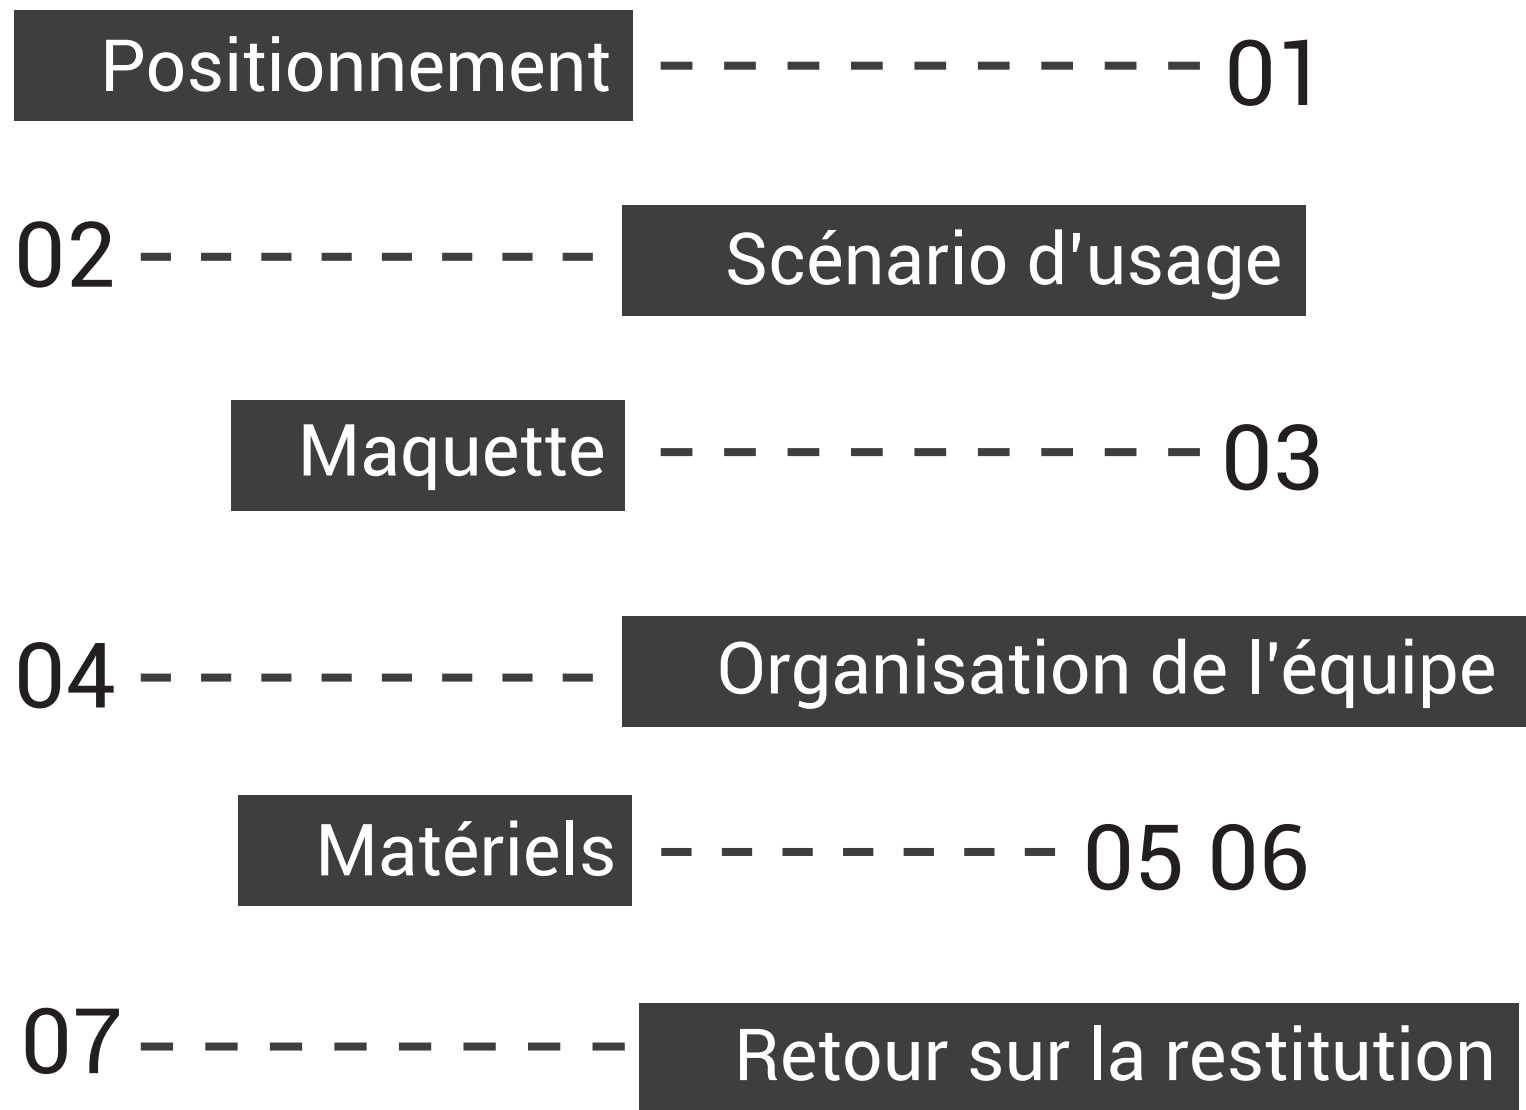 Positionnement 01
02 Scénario d'usage
Maquette 03
04 Organisation de l'équipe
Matériels 05 06
07 Retour sur la restitution